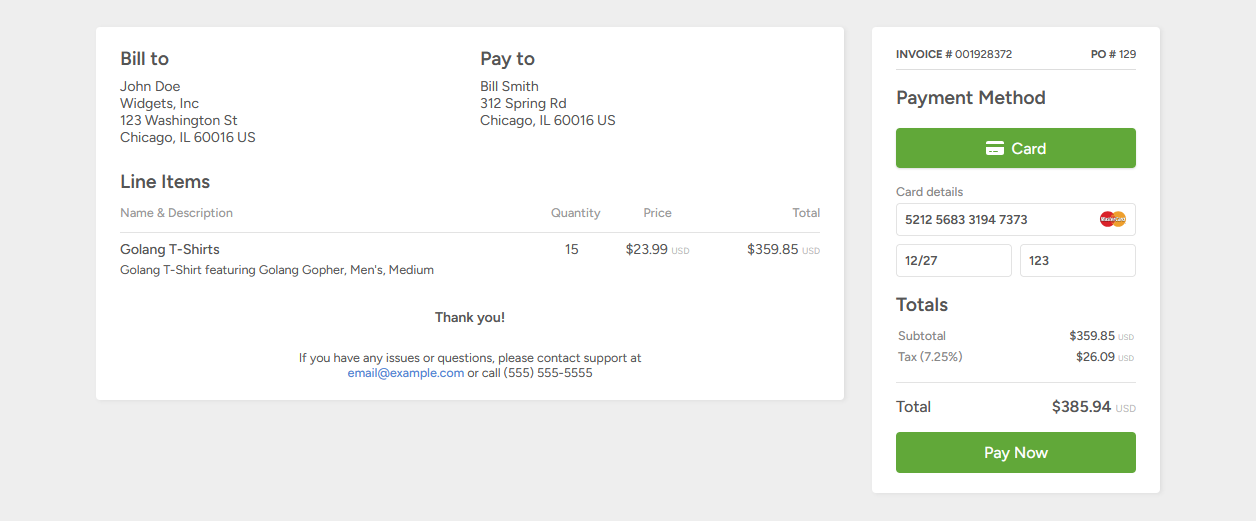 Bill to
John Doe
Widgets, Inc
123 Washington St
Chicago, IL 60016 US
Pay to
Bill Smith
312 Spring Rd
Chicago, IL 60016 US
Line Items
Name & Description Quantity Price Total
Golang T-Shirts 15 $23.99 USD $359.85 USD
Golang T-Shirt featuring Golang Gopher, Men's, Medium
Thank you!
If you have any issues or questions, please contact support at
email@example.com or call (555) 555-5555
INVOICE # 001928372 PO # 129
Payment Method
Card
Card details
5212 5683 3194 7373 MasterCard
12/27 123
Totals
Subtotal $359.85 USD
Tax (7.25%) $26.09 USD
Total $385.94 USD
Pay Now